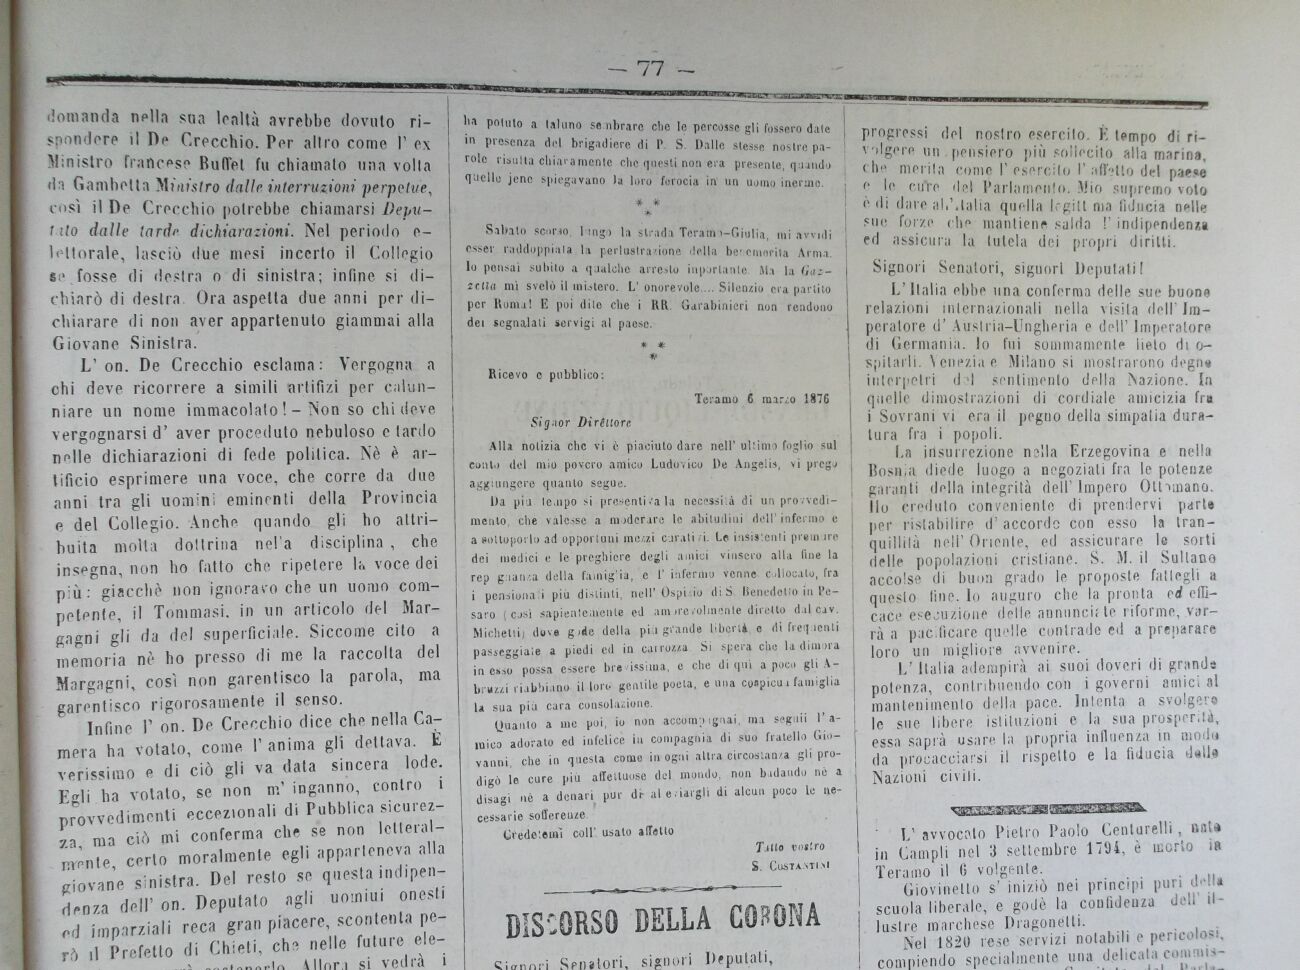 — 77 —
domanda nella sua lealtà avrebbe dovuto ri-
spondere il De Crecchio. Per altro come l' ex
Ministro francese Buffet fu chiamato una volta
da Gambetta Ministro dalle interruzioni perpetue,
così il De Crecchio potrebbe chiamarsi Depu-
tato dalle tarde dichiarazioni. Nel periodo e-
lettorale, lasciò due mesi incerto il Collegio
se fosse di destra o di sinistra; infine si di-
chiarò di destra. Ora aspetta due anni per di-
chiarare di non aver appartenuto giammai alla
Giovane Sinistra.
L' on. De Crecchio esclama: Vergogna a
chi deve ricorrere a simili artifizi per calun-
niare un nome immacolato! – Non so chi deve
vergognarsi d' aver proceduto nebuloso e tardo
nelle dichiarazioni di fede politica. Nè è ar-
tificio esprimere una voce, che corre da due
anni tra gli uomini eminenti della Provincia
e del Collegio. Anche quando gli ho attri-
buita molta dottrina nel'a disciplina, che
insegna, non ho fatto che ripetere la voce dei
più: giacchè non ignoravo che un uomo com-
petente, il Tommasi. in un articolo del Mar-
gagni gli da del superficiale. Siccome cito a
memoria nè ho presso di me la raccolta del
Margagni, così non garentisco la parola, ma
garentisco rigorosamente il senso.
Infine l' on. De Crecchio dice che nella Ca-
mera ha votato, come l' anima gli dettava. È
verissimo e di ciò gli va data sincera lode.
Egli ha votato, se non m' inganno, contro i
provvedimenti eccezionali di Pubblica sicurez-
za, ma ciò mi conferma che se non letteral-
mente, certo moralmente egli apparteneva alla
giovane sinistra. Del resto se questa indipen-
denza dell' on. Deputato agli uomiui onesti
ed imparziali reca gran piacere, scontenta pe-
rò il Prefetto di Chieti, che nelle future ele-
sostenerlo. Allora si vedrà i
ha potuto a taluno sembrare che le percosse gli fossero date
in presenza del brigadiere di P. S. Dalle stesse nostre pa-
role risulta chiaramente che questi non era presente, quando
quelle jene spiegavano la loro ferocia in un uomo inerme.
* * *
Sabato scorso, lungo la strada Teramo-Giulia, mi avvidi
esser raddoppiata la perlustrazione della benemerita Arma.
Io pensai subito a qualche arresto inportante. Ma la Gaz-
zetta mi svelò il mistero. L' onorevole.... Silenzio era partito
per Roma! E poi dite che i RR. Carabinieri non rendono
dei segnalati servigi al paese.
* * *
Ricevo e pubblico:
Teramo 6 marzo 1876
Signor Direttore
Alla notizia che vi è piaciuto dare nell' ultimo foglio sul
conto del mio povero amico Ludovico De Angelis, vi prego
aggiungere quanto segue.
Da più tempo si presentava la necessità di un provvedi-
mento, che valesse a moderare le abitudini dell' infermo e
a sottoporlo ad opportuni mezzi curativi. Le insistenti premure
dei medici e le preghiere degli amici vinsero alla fine la
repugnanza della famiglia, e l' infermo venne collocato, fra
i pensionati più distinti, nell' Ospizio di S. Benedetto in Pe-
saro (così sapientemente ed amorevolmente diretto dal cav.
Michetti) dove gode della più grande libertà e di frequenti
passeggiate a piedi ed in carrozza. Si spera che la dimora
in esso possa essere brevissima, e che di qui a poco gli A-
bruzzi riabbiano il loro gentile poeta, e una cospicua famiglia
la sua più cara consolazione.
Quanto a me poi, io non accompagnai, ma seguii l' a-
mico adorato ed infelice in compagnia di suo fratello Gio-
vanni, che in questa come in ogni altra circostanza gli pro-
digò le cure più affettuose del mondo, non badando nè a
disagi nè a denari pur di alleviargli di alcun poco le ne-
cessarie sofferenze.
Credetemi coll' usato affetto
Tutto vostro
S. Costantini
DISCORSO DELLA CORONA
Signori Senatori, signori Deputati,
progressi del nostro esercito. È tempo di ri-
volgere un pensiero più sollecito alla marina,
che merita come l' esercito l' affetto del paese
e le cure del Parlamento. Mio supremo voto
è di dare all'Italia quella legittima fiducia nelle
sue forze che mantiene salda l' indipendenza
ed assicura la tutela dei propri diritti.
Signori Senatori, signori Deputati!
L' Italia ebbe una conferma delle sue buone
relazioni internazionali nella visita dell' Im-
peratore d' Austria-Ungheria e dell' Imperatore
di Germania. Io fui sommamente lieto di o-
spitarli. Venezia e Milano si mostrarono degne
interpetri del sentimento della Nazione. In
quelle dimostrazioni di cordiale amicizia fra
i Sovrani vi era il pegno della simpatia dura-
tura fra i popoli.
La insurrezione nella Erzegovina e nella
Bosnia diede luogo a negoziati fra le potenze
garanti della integrità dell' Impero Ottomano.
Ho creduto conveniente di prendervi parte
per ristabilire d' accordo con esso la tran-
quillità nell' Oriente, ed assicurare le sorti
delle popolazioni cristiane. S. M. il Sultano
accolse di buon grado le proposte fattegli a
questo fine. Io auguro che la pronta ed effi-
cace esecuzione delle annunciate riforme, var-
rà a pacificare quelle contrade ed a preparare
loro un migliore avvenire.
L' Italia adempirà ai suoi doveri di grande
potenza, contribuendo con i governi amici al
mantenimento della pace. Intenta a svolgere
le sue libere istituzioni e la sua prosperità,
essa saprà usare la propria influenza in modo
da procacciarsi il rispetto e la fiducia delle
Nazioni civili.
L' avvocato Pietro Paolo Centurelli, nato
in Campli nel 3 settembre 1794, è morto in
Teramo il 6 volgente.
Giovinetto s' iniziò nei principi puri della
scuola liberale, e godè la confidenza dell' il-
lustre marchese Dragonetti.
Nel 1820 rese servizi notabili e pericolosi,
compiendo specialmente una delicata commis-